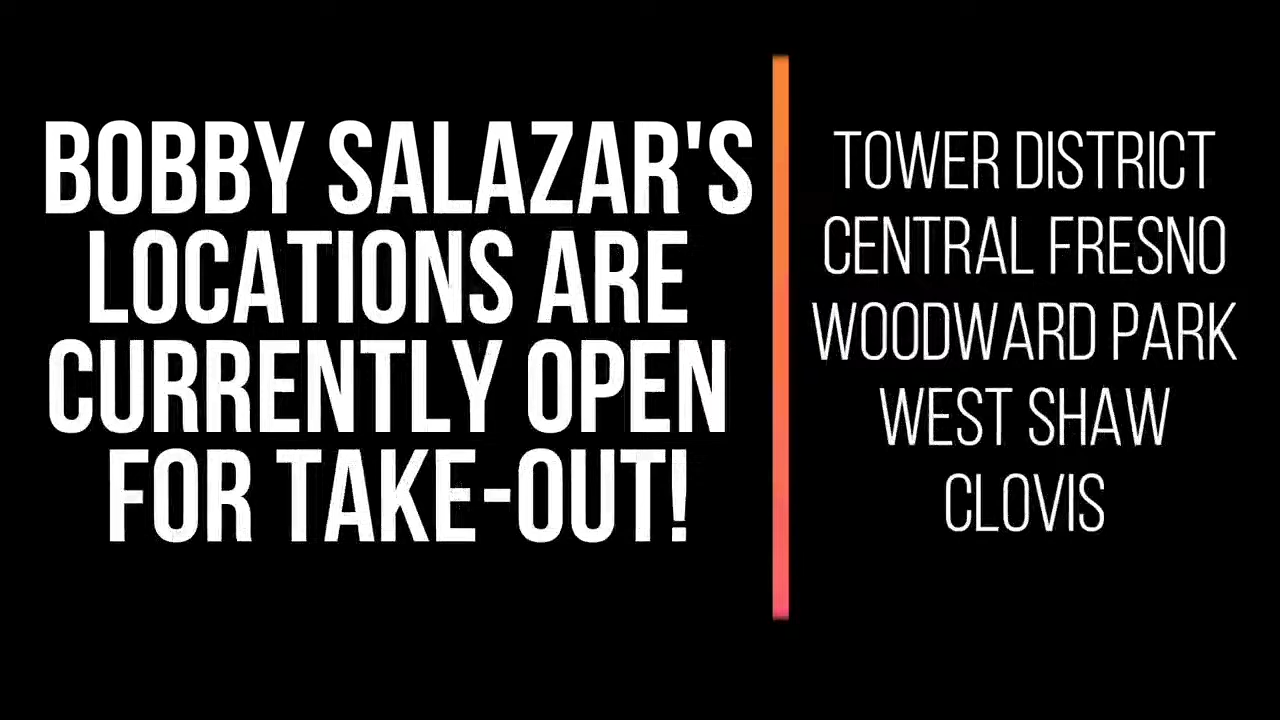 BOBBY SALAZAR'S
LOCATIONS ARE
CURRENTLY OPEN
FOR TAKE-OUT!
TOWER DISTRICT
CENTRAL FRESNO
WOODWARD PARK
WEST SHAW
CLOVIS